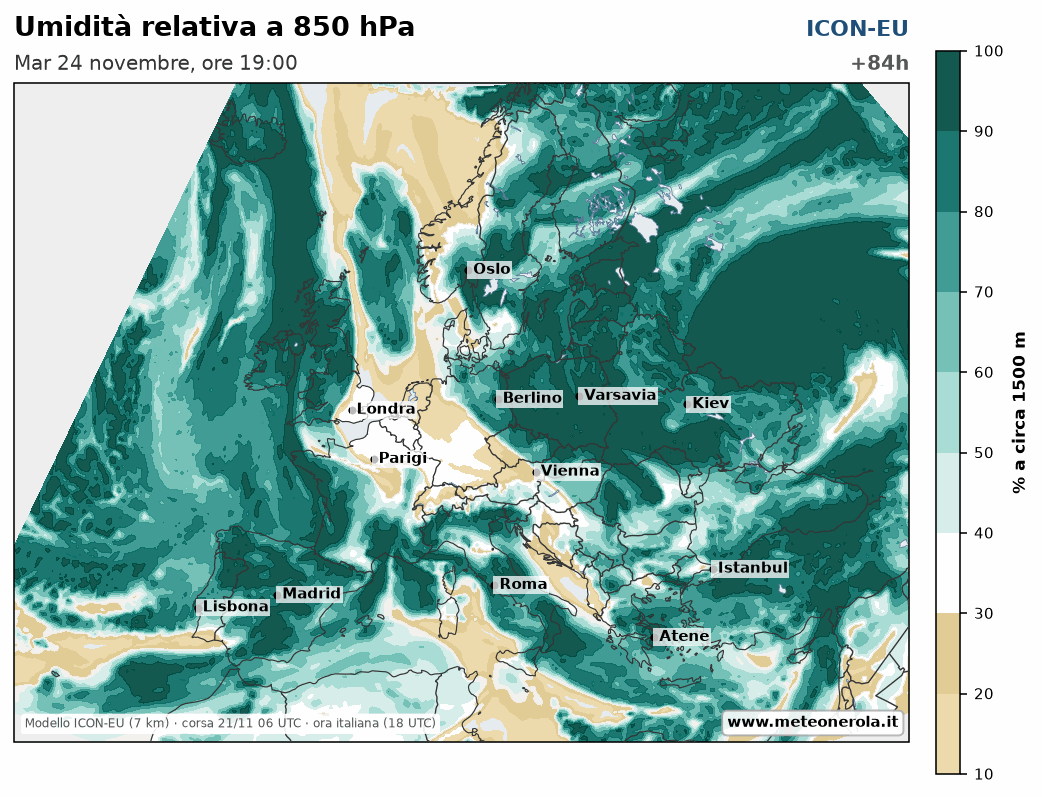 Umidità relativa a 850 hPa
ICON-EU
Mar 24 novembre, ore 19:00
+84h
100
90
80
70
60
50
40
30
20
10
% a circa 1500 m
Oslo
Berlino
Varsavia
Kiev
Londra
Parigi
Vienna
Istanbul
Roma
Madrid
Lisbona
Atene
Modello ICON-EU (7 km) · corsa 21/11 06 UTC · ora italiana (18 UTC)
www.meteonerola.it